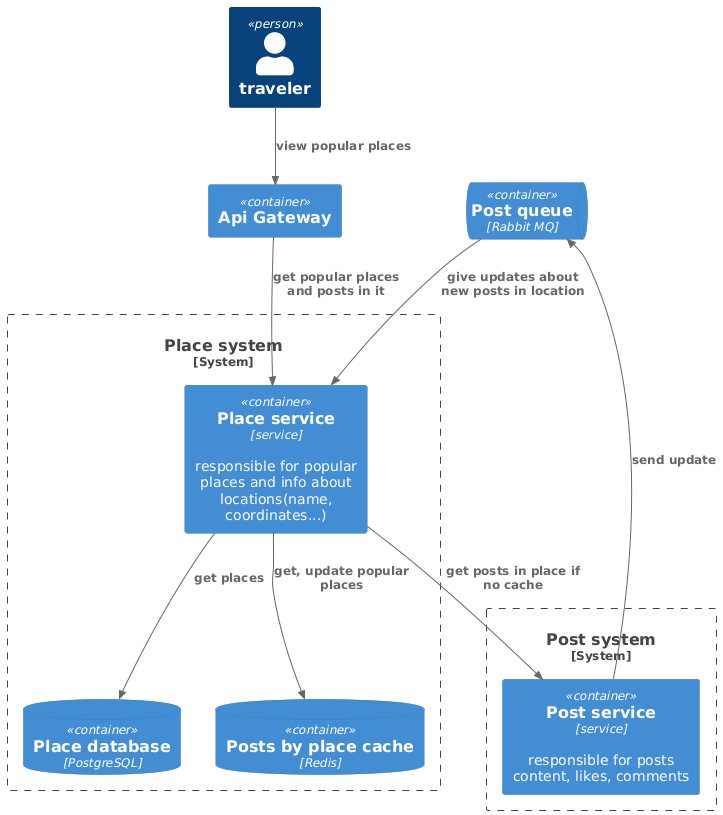 «person»
traveler
view popular places
«container»
Api Gateway
«container»
Post queue
[Rabbit MQ]
get popular places
and posts in it
give updates about
new posts in location
Place system
[System]
«container»
Place service
[service]
responsible for popular
places and info about
locations(name,
coordinates...)
send update
get places
get, update popular
places
get posts in place if
no cache
Post system
[System]
«container»
Post service
[service]
responsible for posts
content, likes, comments
«container»
Place database
[PostgreSQL]
«container»
Posts by place cache
[Redis]